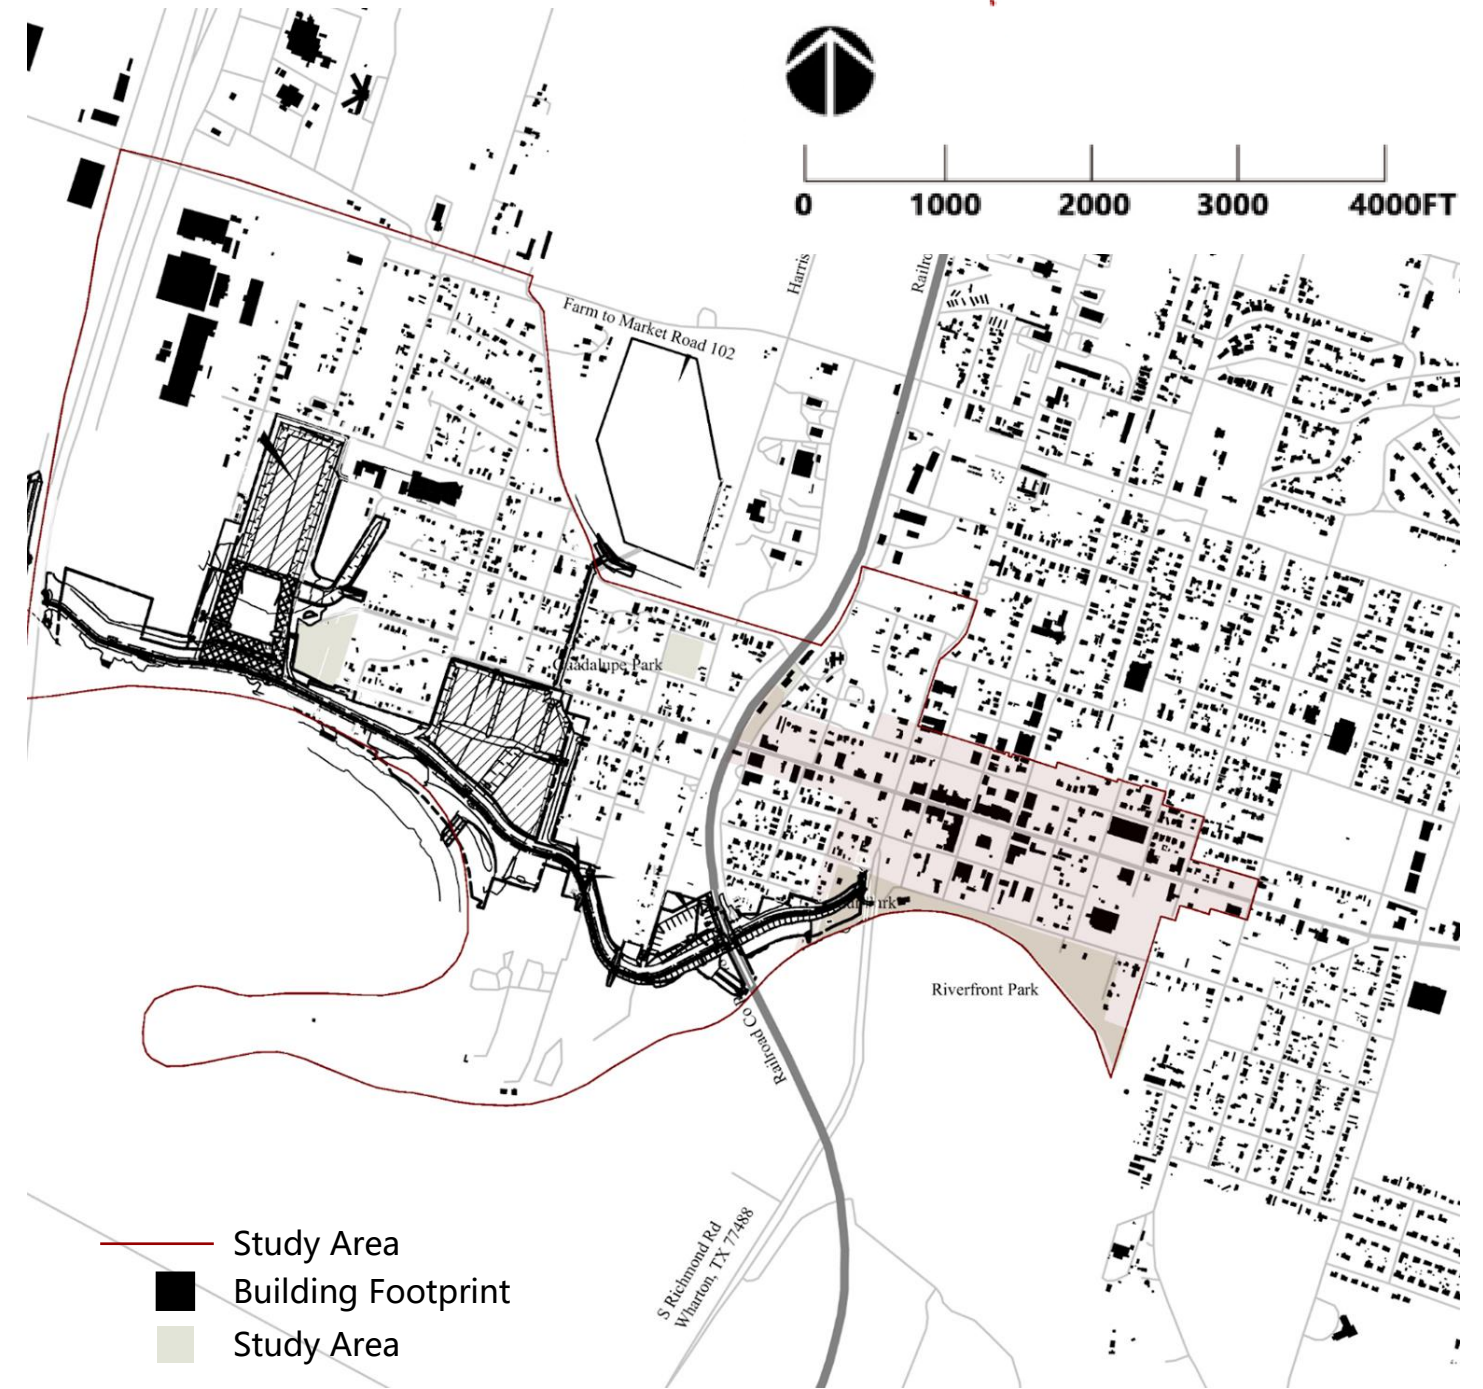 0 1000 2000 3000 4000FT
Harris
Railro
Farm to Market Road 102
Guadalupe Park
Riverfront Park
Railroad Co
S Richmond Rd
Wharton, TX 77488
Study Area
Building Footprint
Study Area